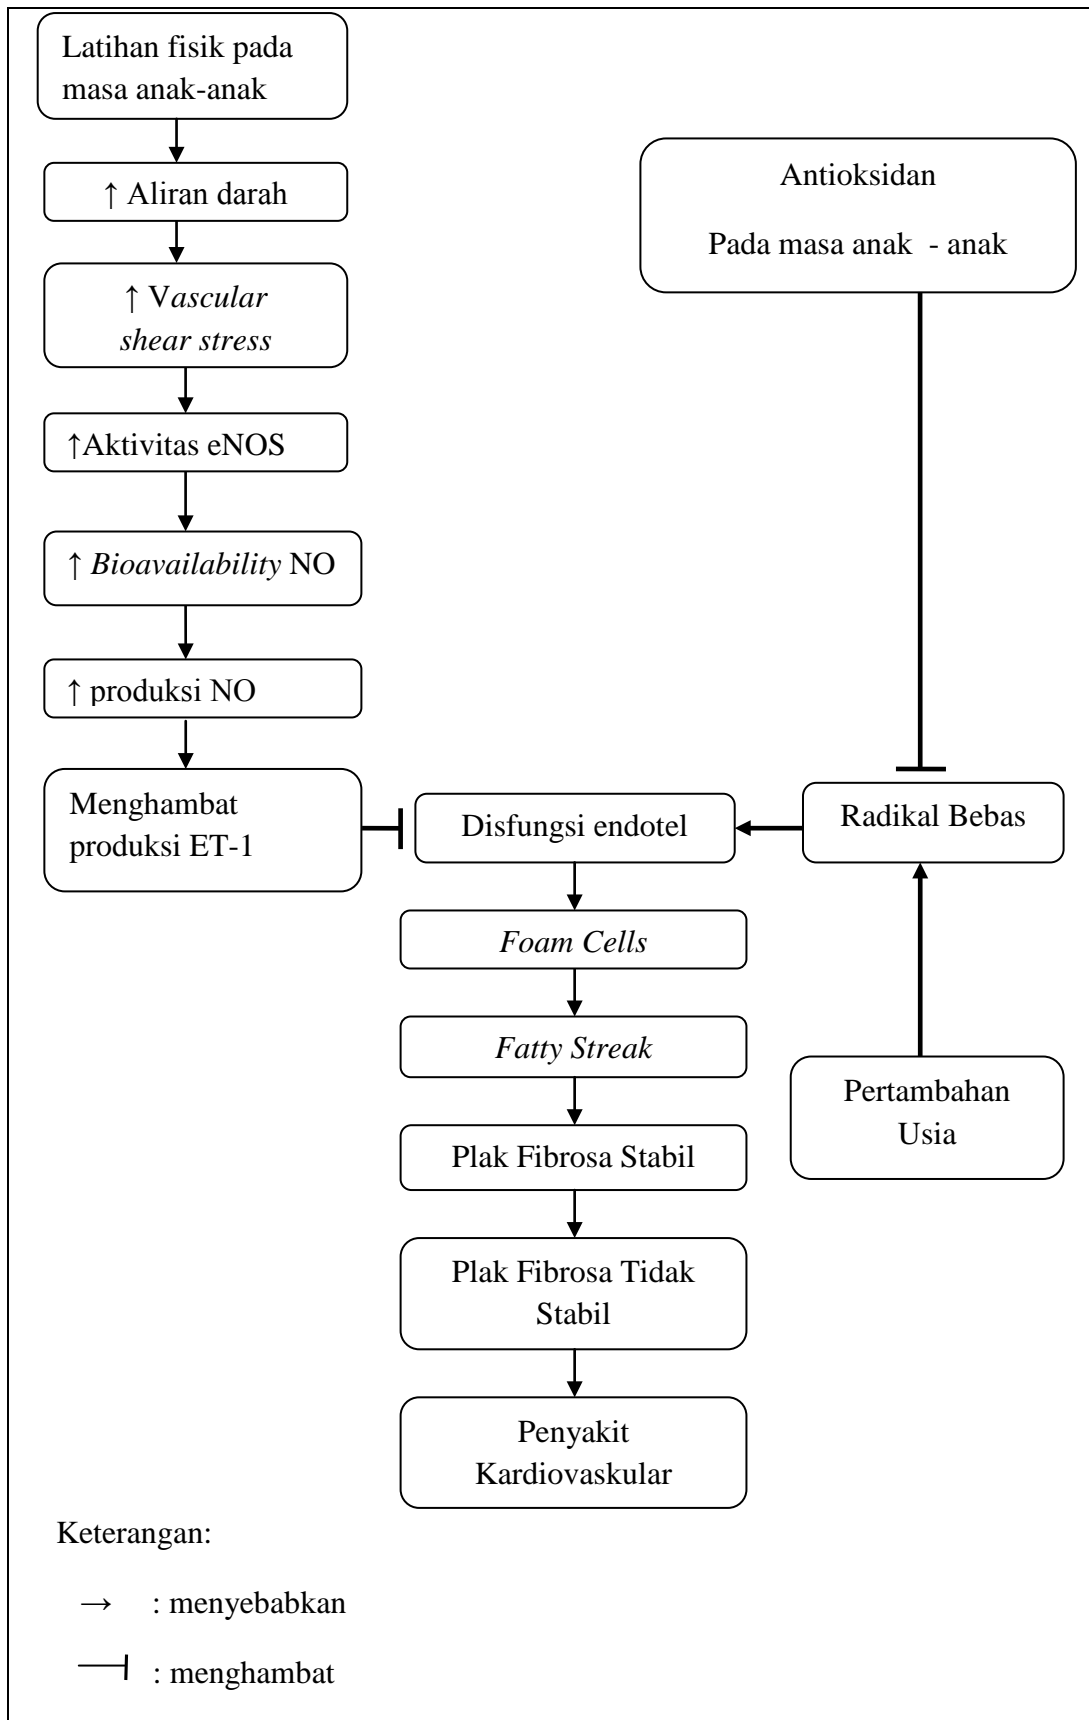 Latihan fisik pada
masa anak-anak
↑ Aliran darah
↑ Vascular
shear stress
↑Aktivitas eNOS
↑ Bioavailability NO
↑ produksi NO
Menghambat
produksi ET-1
Antioksidan
Pada masa anak - anak
Disfungsi endotel
Radikal Bebas
Foam Cells
Fatty Streak
Pertambahan
Usia
Plak Fibrosa Stabil
Plak Fibrosa Tidak
Stabil
Penyakit
Kardiovaskular
Keterangan:
→ : menyebabkan
: menghambat